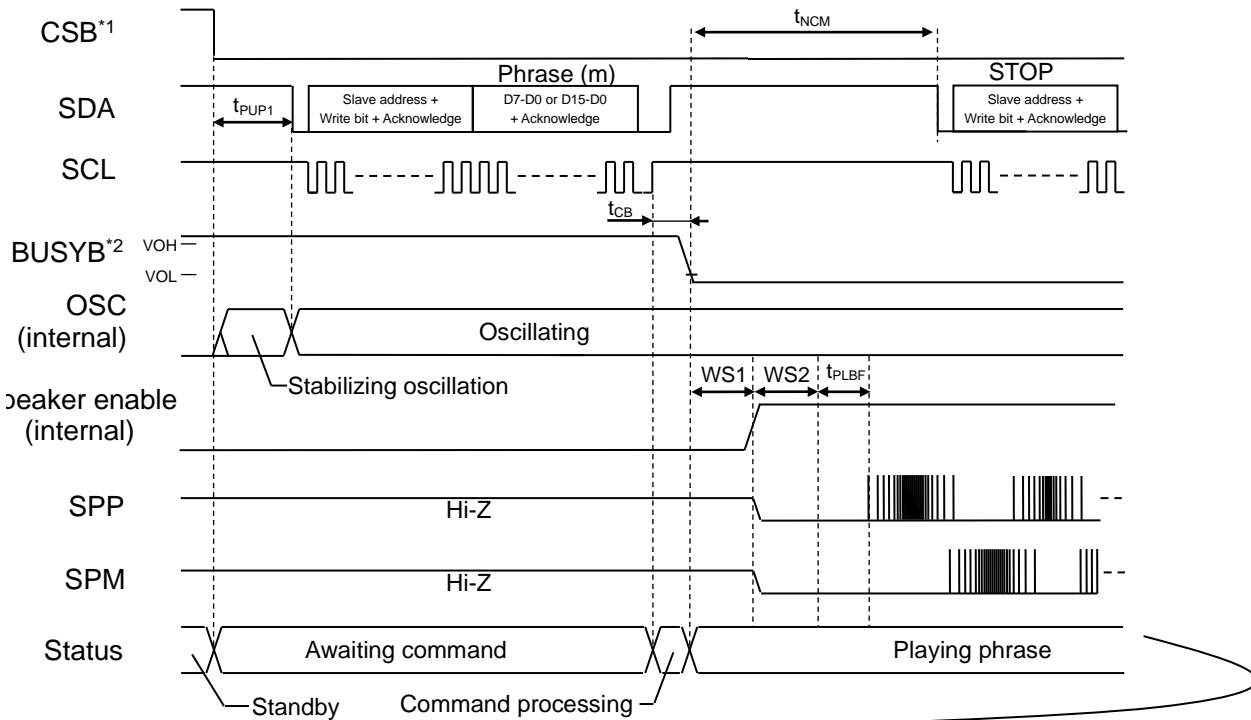 CSB*1
tNCM
Phrase (m)
STOP
SDA
tPUP1
Slave address +
Write bit + Acknowledge
D7-D0 or D15-D0
+ Acknowledge
Slave address +
Write bit + Acknowledge
SCL
tCB
BUSYB*2
VOH
VOL
OSC
(internal)
Oscillating
Stabilizing oscillation
WS1
WS2
tPLBF
peaker enable
(internal)
SPP
Hi-Z
SPM
Hi-Z
Status
Awaiting command
Playing phrase
Standby
Command processing